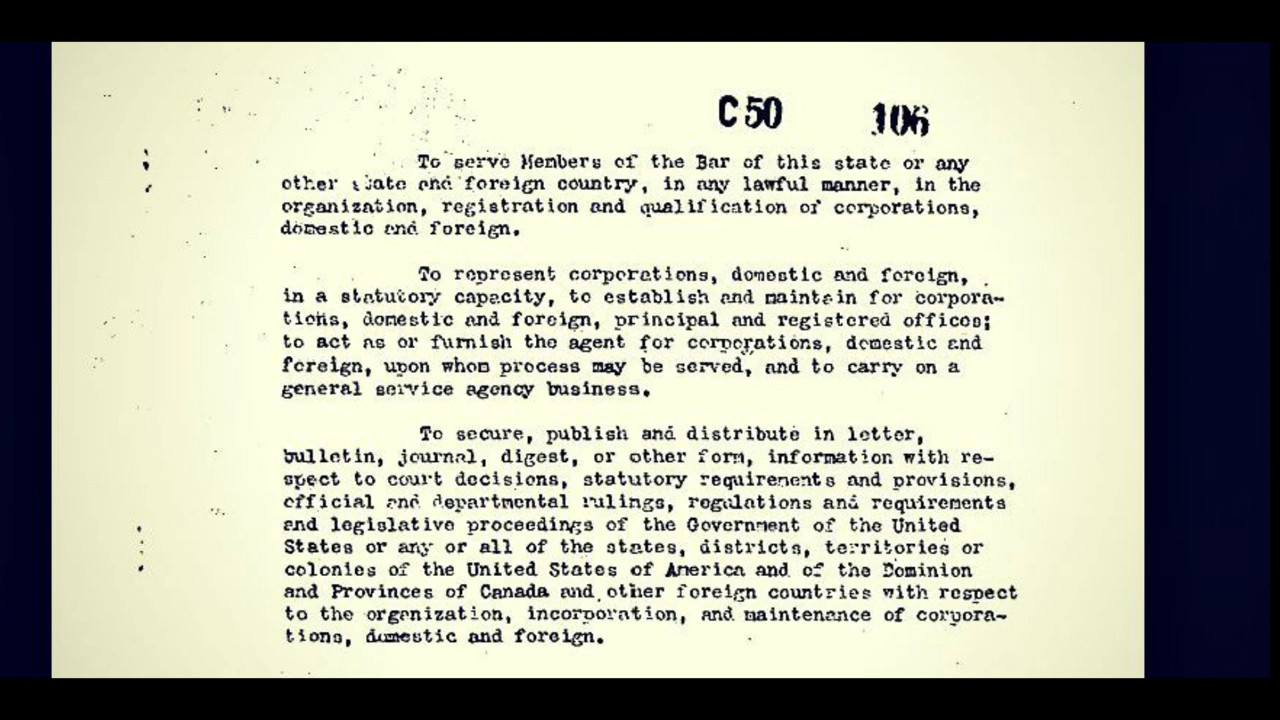 C50 106
To serve Members of the Bar of this state or any
other state and foreign country, in any lawful manner, in the
organization, registration and qualification of corporations,
domestic and foreign.
To represent corporations, domestic and foreign,
in a statutory capacity, to establish and maintain for corpora-
tions, domestic and foreign, principal and registered offices;
to act as or furnish the agent for corporations, domestic and
foreign, upon whom process may be served, and to carry on a
general service agency business.
To secure, publish and distribute in letter,
bulletin, journal, digest, or other form, information with re-
spect to court decisions, statutory requirements and provisions,
official and departmental rulings, regulations and requirements
and legislative proceedings of the Government of the United
States or any or all of the states, districts, territories or
colonies of the United States of America and of the Dominion
and Provinces of Canada and other foreign countries with respect
to the organization, incorporation, and maintenance of corpora-
tions, domestic and foreign.